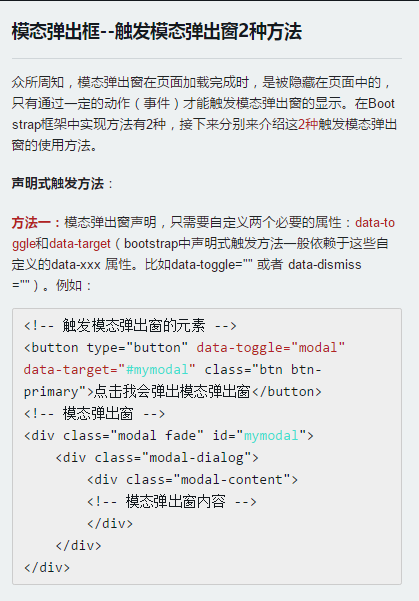 模态弹出框--触发模态弹出窗2种方法
众所周知，模态弹出窗在页面加载完成时，是被隐藏在页面中的，
只有通过一定的动作（事件）才能触发模态弹出窗的显示。在Boot
strap框架中实现方法有2种，接下来分别来介绍这2种触发模态弹出
窗的使用方法。
声明式触发方法：
方法一：模态弹出窗声明，只需要自定义两个必要的属性：data-to
ggle和data-target（bootstrap中声明式触发方法一般依赖于这些自
定义的data-xxx 属性。比如data-toggle="" 或者 data-dismiss
=""）。例如：
<!-- 触发模态弹出窗的元素 -->
<button type="button" data-toggle="modal"
data-target="#mymodal" class="btn btn-
primary">点击我会弹出模态弹出窗</button>
<!-- 模态弹出窗 -->
<div class="modal fade" id="mymodal">
    <div class="modal-dialog">
        <div class="modal-content">
        <!-- 模态弹出窗内容 -->
        </div>
    </div>
</div>